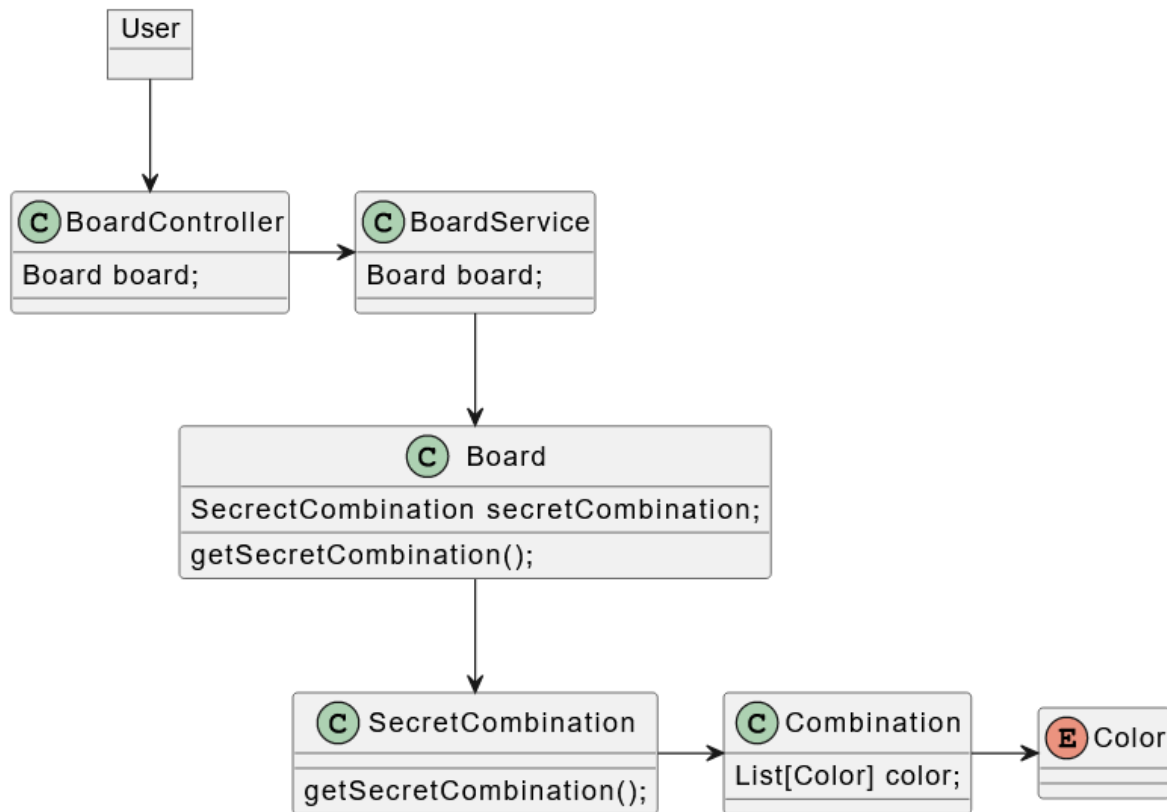 User
C BoardController
Board board;
C BoardService
Board board;
C Board
SecrectCombination secretCombination;
getSecretCombination();
C SecretCombination
getSecretCombination();
C Combination
List[Color] color;
E Color